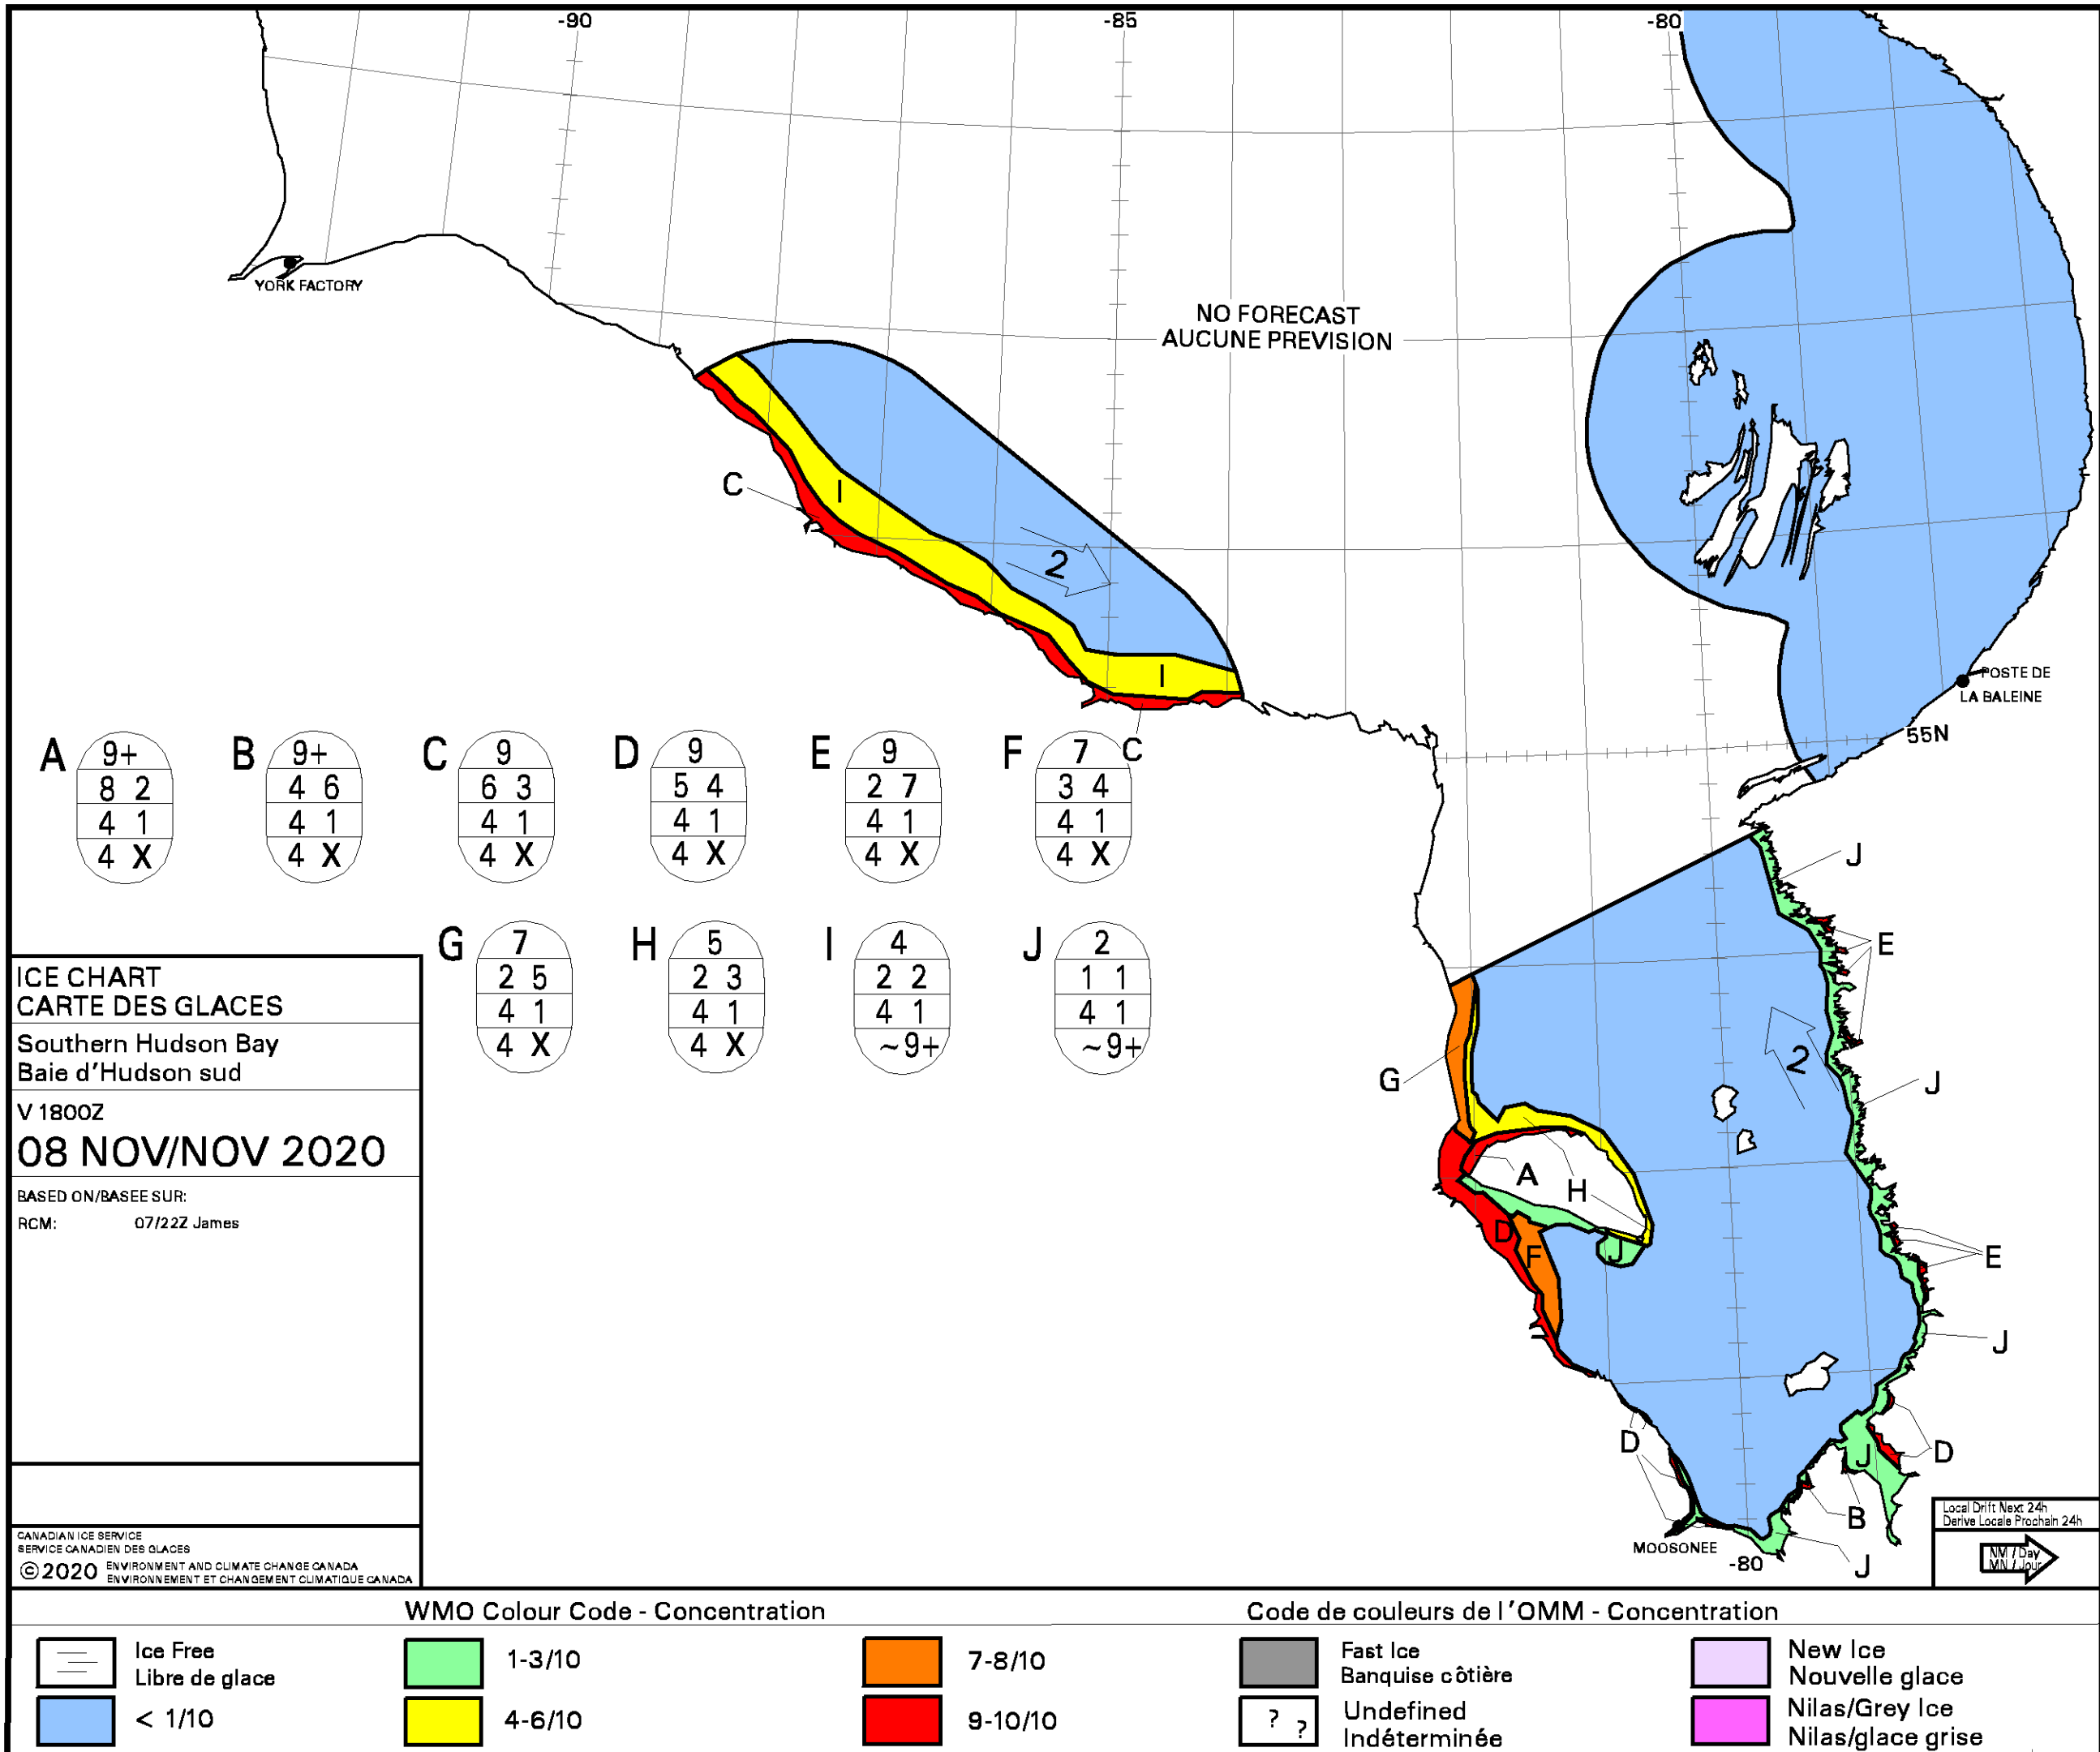 -90
-85
-80
YORK FACTORY
NO FORECAST
AUCUNE PREVISION
C
I
2
I
C
POSTE DE
LA BALEINE
55N
A
9+
8 2
4 1
4 X
B
9+
4 6
4 1
4 X
C
9
6 3
4 1
4 X
D
9
5 4
4 1
4 X
E
9
2 7
4 1
4 X
F
7
3 4
4 1
4 X
G
7
2 5
4 1
4 X
H
5
2 3
4 1
4 X
I
4
2 2
4 1
~9+
J
2
1 1
4 1
~9+
J
E
G
2
J
A
H
D
F
J
E
J
D
J
D
B
J
MOOSONEE
-80
ICE CHART
CARTE DES GLACES
Southern Hudson Bay
Baie d'Hudson sud
V 1800Z
08 NOV/NOV 2020
BASED ON/BASEE SUR:
RCM: 07/22Z James
CANADIAN ICE SERVICE
SERVICE CANADIEN DES GLACES
©2020 ENVIRONMENT AND CLIMATE CHANGE CANADA
ENVIRONNEMENT ET CHANGEMENT CLIMATIQUE CANADA
Local Drift Next 24h
Derive Locale Prochain 24h
NM / Day
MN / Jour
WMO Colour Code - Concentration
Code de couleurs de l'OMM - Concentration
Ice Free
Libre de glace
< 1/10
1-3/10
4-6/10
7-8/10
9-10/10
Fast Ice
Banquise côtière
? ?
Undefined
Indéterminée
New Ice
Nouvelle glace
Nilas/Grey Ice
Nilas/glace grise